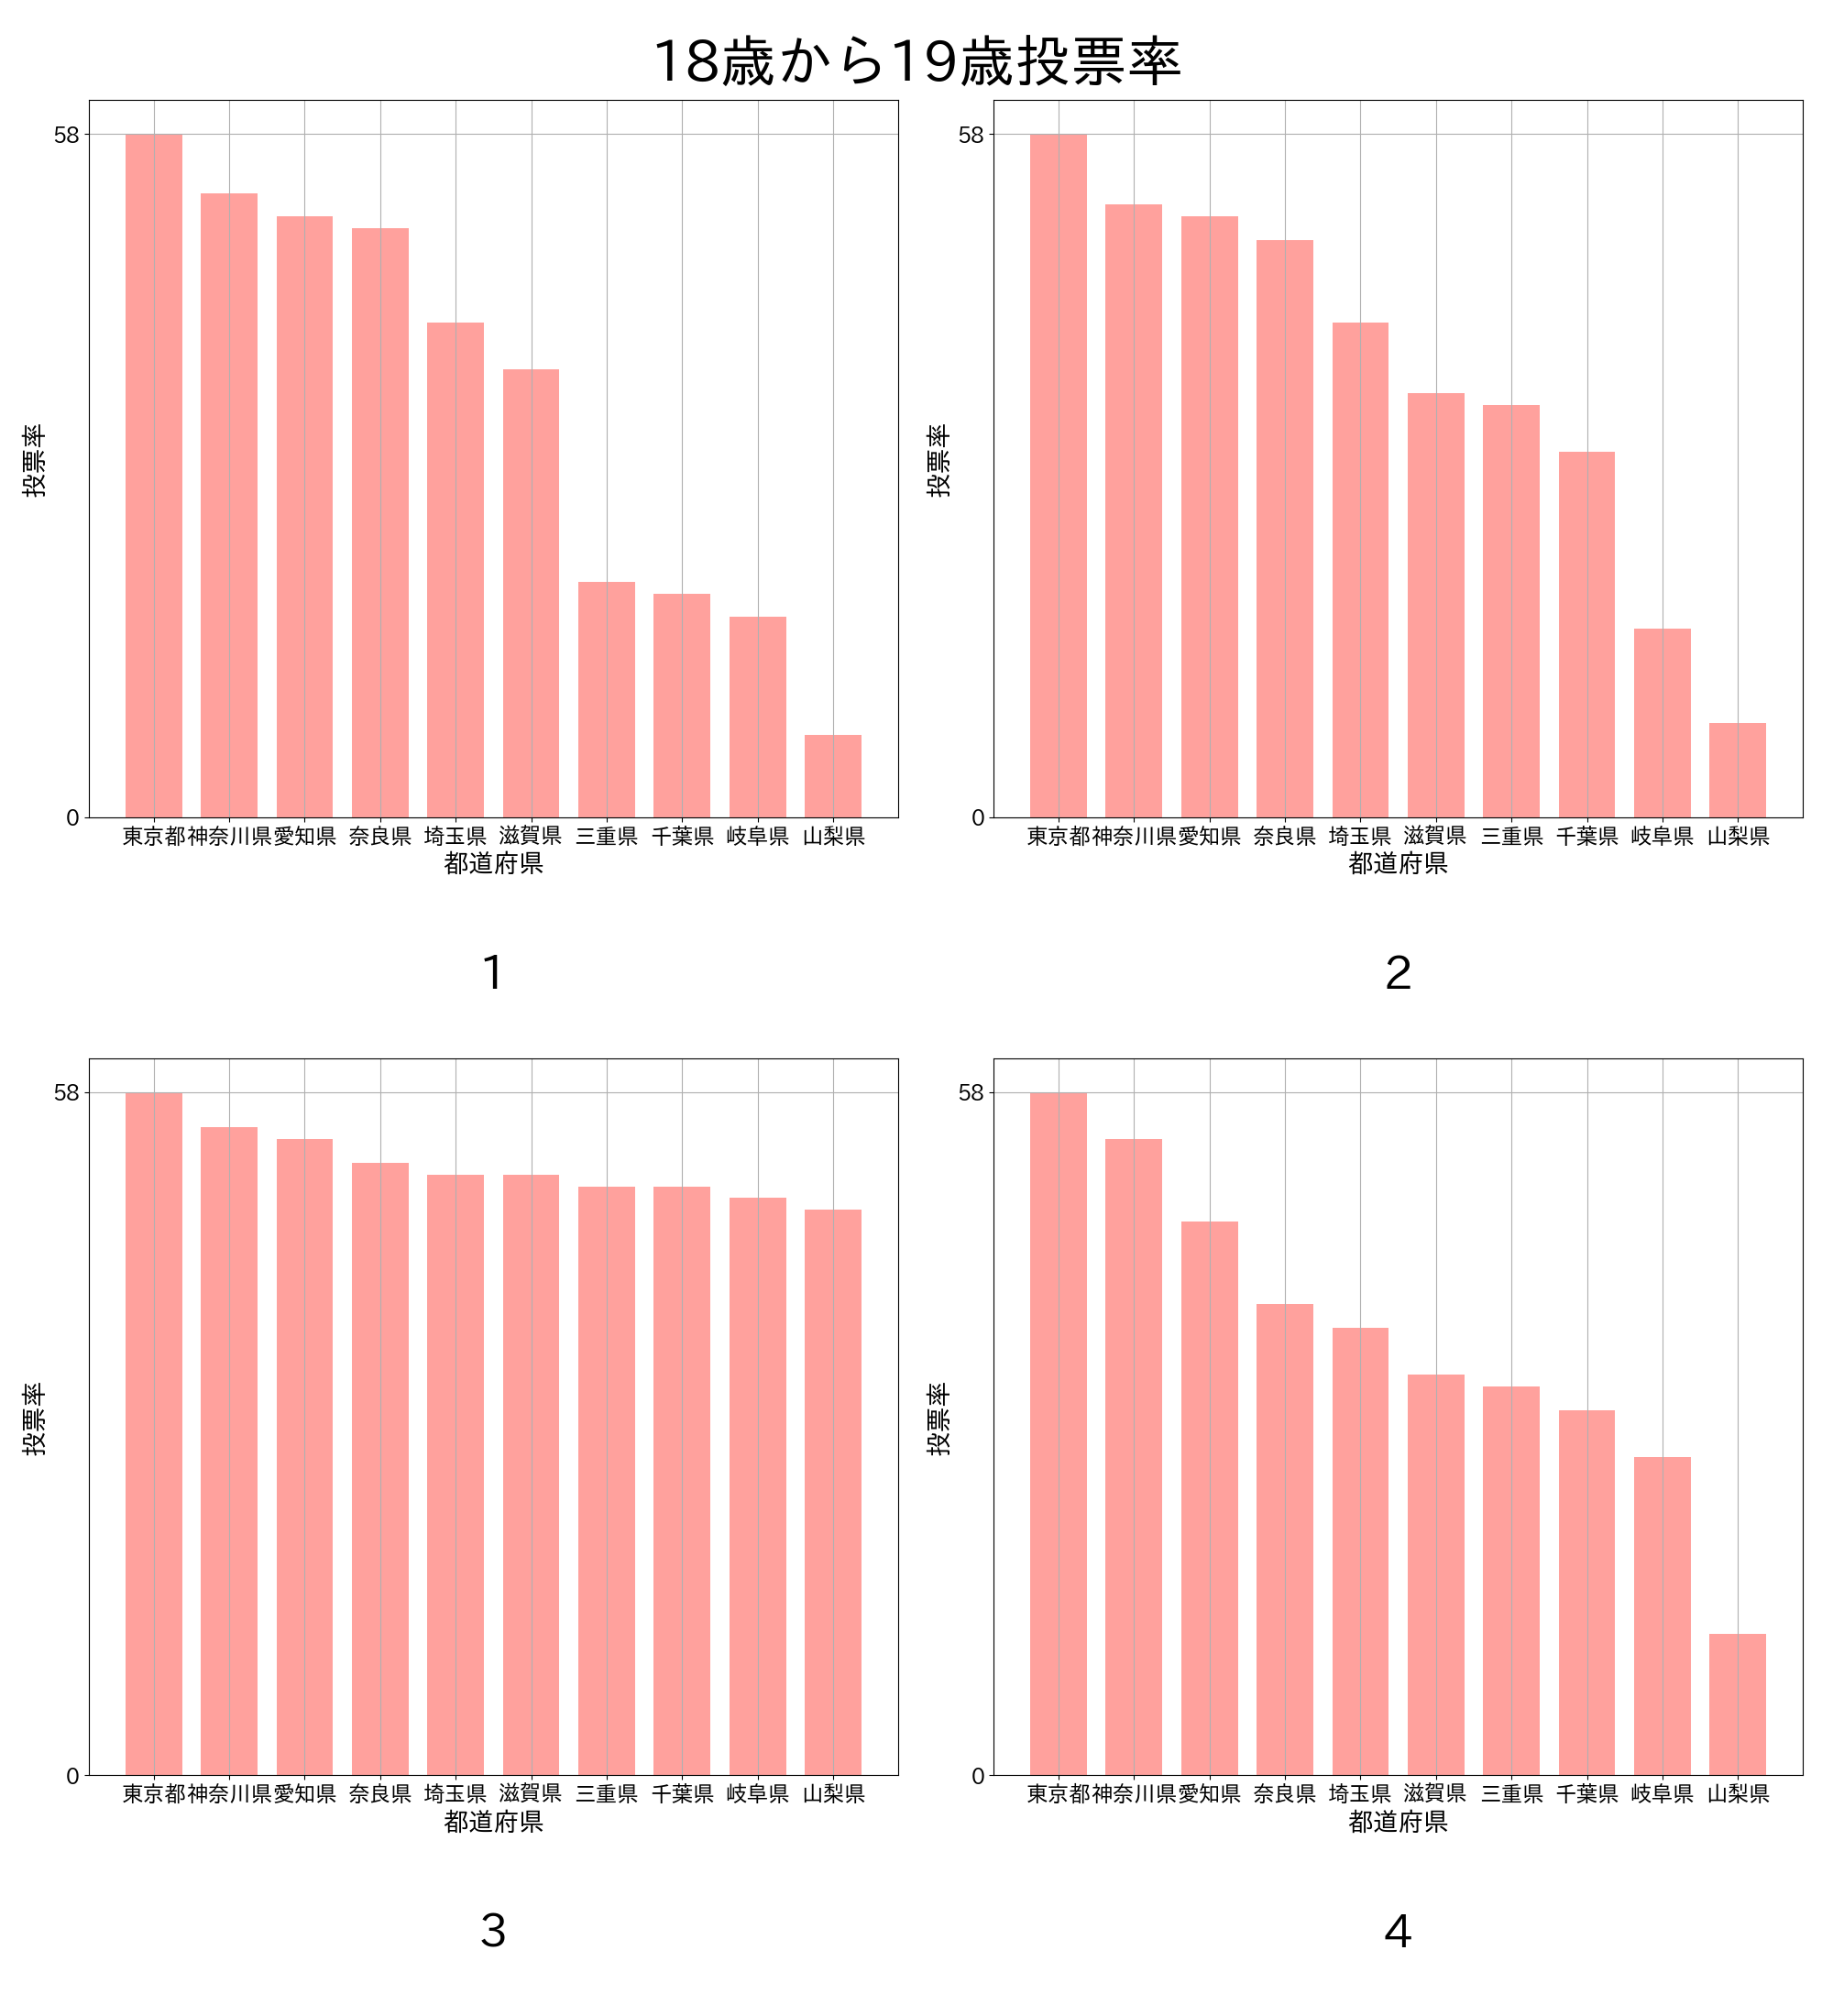 18歳から19歳投票率
58
0
投票率
東京都 神奈川県 愛知県 奈良県 埼玉県 滋賀県 三重県 千葉県 岐阜県 山梨県
都道府県
1
58
0
投票率
東京都 神奈川県 愛知県 奈良県 埼玉県 滋賀県 三重県 千葉県 岐阜県 山梨県
都道府県
2
58
0
投票率
東京都 神奈川県 愛知県 奈良県 埼玉県 滋賀県 三重県 千葉県 岐阜県 山梨県
都道府県
3
58
0
投票率
東京都 神奈川県 愛知県 奈良県 埼玉県 滋賀県 三重県 千葉県 岐阜県 山梨県
都道府県
4